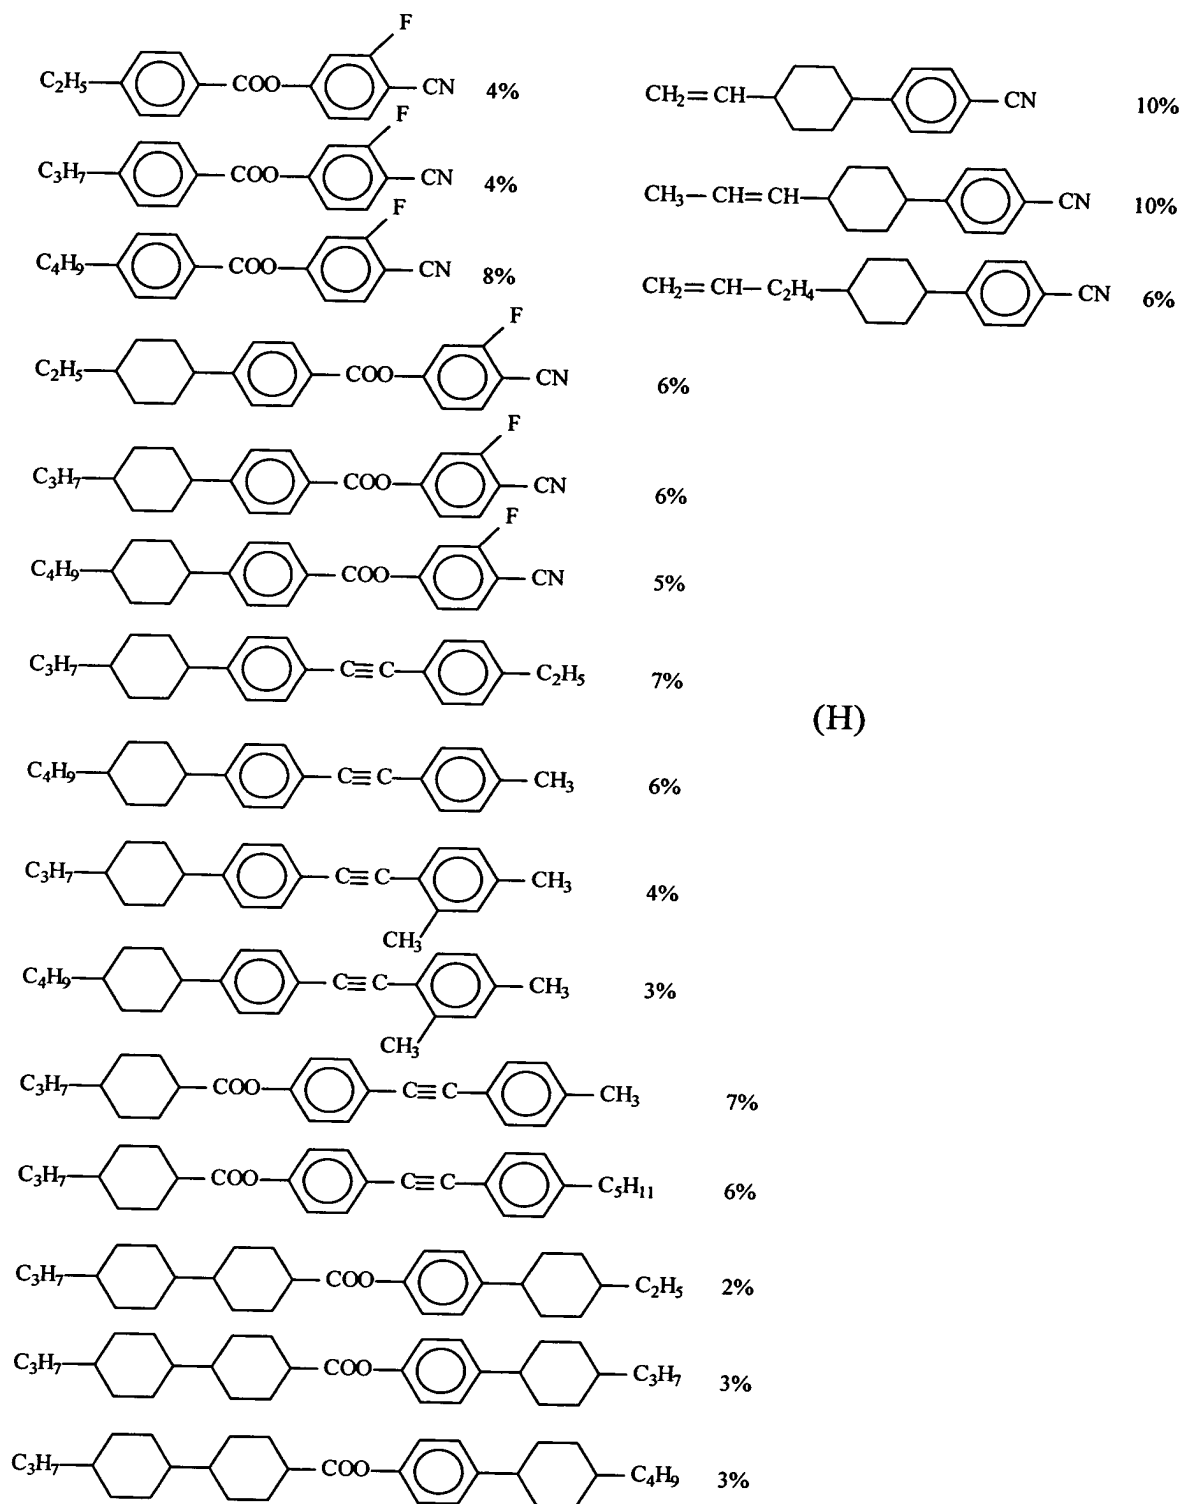 C2H5 COO F CN 4%
C3H7 COO F CN 4%
C4H9 COO F CN 8%
C2H5 COO F CN 6%
C3H7 COO F CN 6%
C4H9 COO F CN 5%
C3H7 C≡C C2H5 7%
C4H9 C≡C CH3 6%
C3H7 C≡C CH3 CH3 4%
C4H9 C≡C CH3 CH3 3%
C3H7 COO C≡C CH3 7%
C3H7 COO C≡C C5H11 6%
C3H7 COO C2H5 2%
C3H7 COO C3H7 3%
C3H7 COO C4H9 3%
CH2=CH CN 10%
CH3-CH=CH CN 10%
CH2=CH-C2H4 CN 6%
(H)